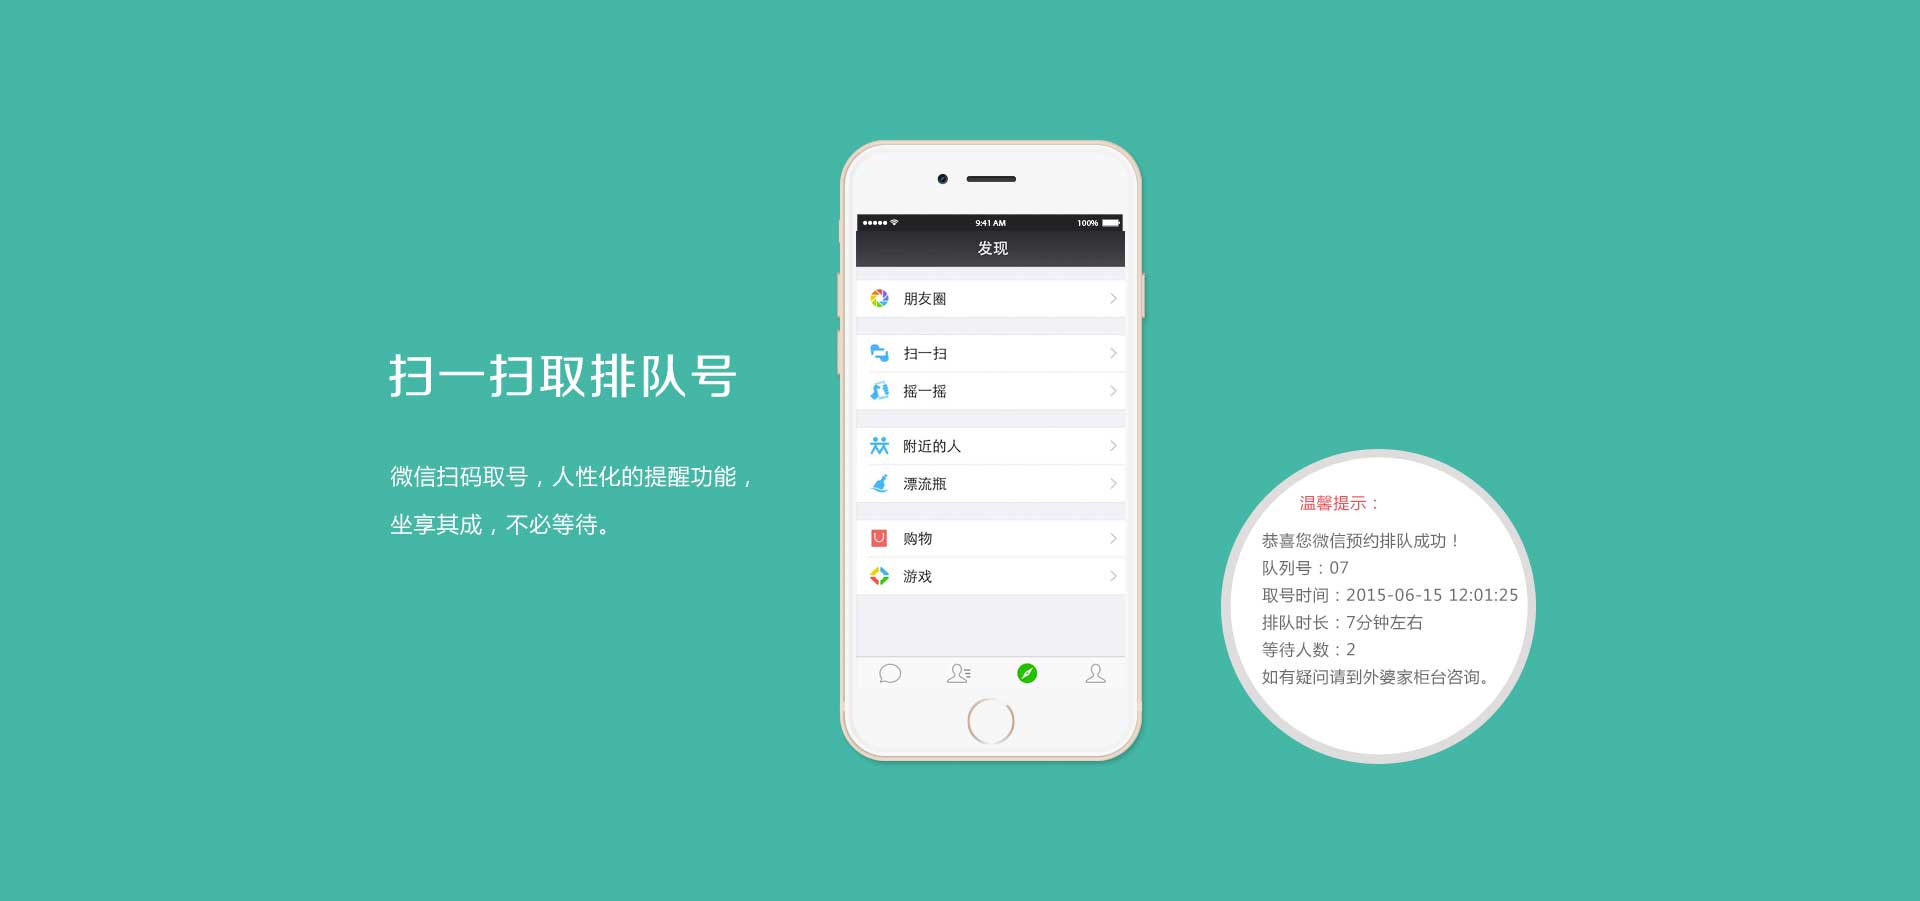 扫一扫取排队号
微信扫码取号，人性化的提醒功能，
坐享其成，不必等待。
9:41 AM
100%
发现
朋友圈
扫一扫
摇一摇
附近的人
漂流瓶
购物
游戏
温馨提示：
恭喜您微信预约排队成功！
队列号：07
取号时间：2015-06-15 12:01:25
排队时长：7分钟左右
等待人数：2
如有疑问请到外婆家柜台咨询。